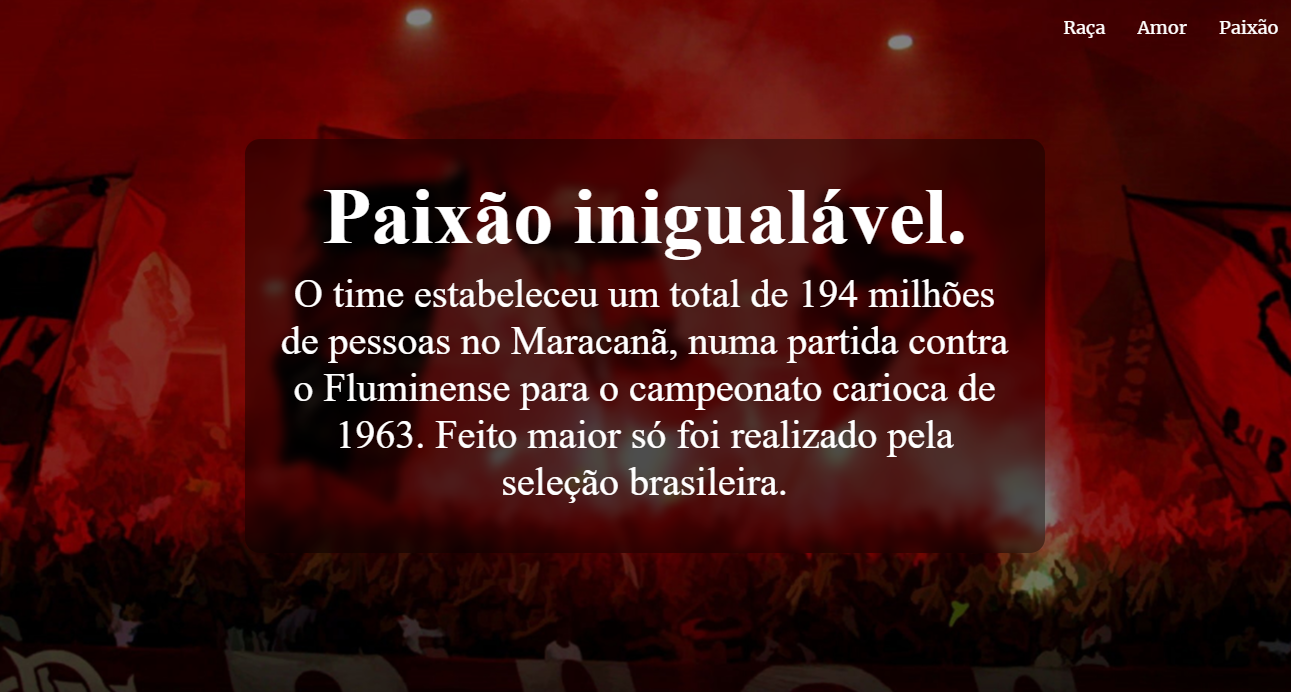 Raça Amor Paixão
Paixão inigualável.
O time estabeleceu um total de 194 milhões
de pessoas no Maracanã, numa partida contra
o Fluminense para o campeonato carioca de
1963. Feito maior só foi realizado pela
seleção brasileira.